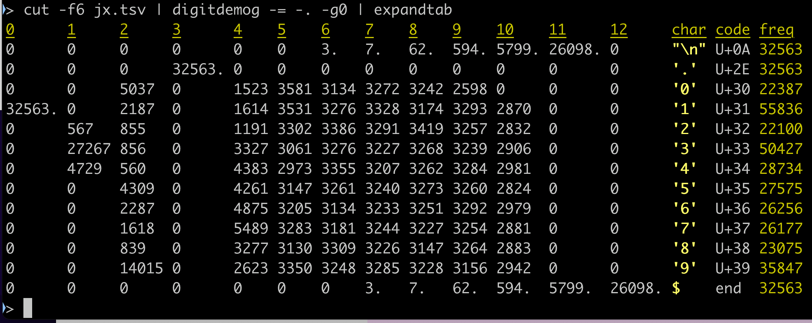 > cut -f6 jx.tsv | digitdemog -= -. -g0 | expandtab
0 1 2 3 4 5 6 7 8 9 10 11 12 char code freq
0 0 0 0 0 0 3. 7. 62. 594. 5799. 26098. 0 "\n" U+0A 32563
0 0 0 32563. 0 0 0 0 0 0 0 0 0 '.' U+2E 32563
0 0 5037 0 1523 3581 3134 3272 3242 2598 0 0 0 '0' U+30 22387
32563. 0 2187 0 1614 3531 3276 3328 3174 3293 2870 0 0 '1' U+31 55836
0 567 855 0 1191 3302 3386 3291 3419 3257 2832 0 0 '2' U+32 22100
0 27267 856 0 3327 3061 3276 3227 3268 3239 2906 0 0 '3' U+33 50427
0 4729 560 0 4383 2973 3355 3207 3262 3284 2981 0 0 '4' U+34 28734
0 0 4309 0 4261 3147 3261 3240 3273 3260 2824 0 0 '5' U+35 27575
0 0 2287 0 4875 3205 3134 3233 3251 3292 2979 0 0 '6' U+36 26256
0 0 1618 0 5489 3283 3181 3244 3227 3254 2881 0 0 '7' U+37 26177
0 0 839 0 3277 3130 3309 3226 3147 3264 2883 0 0 '8' U+38 23075
0 0 14015 0 2623 3350 3248 3285 3228 3156 2942 0 0 '9' U+39 35847
0 0 0 0 0 0 0 3. 7. 62. 594. 5799. 26098. $ end 32563
>